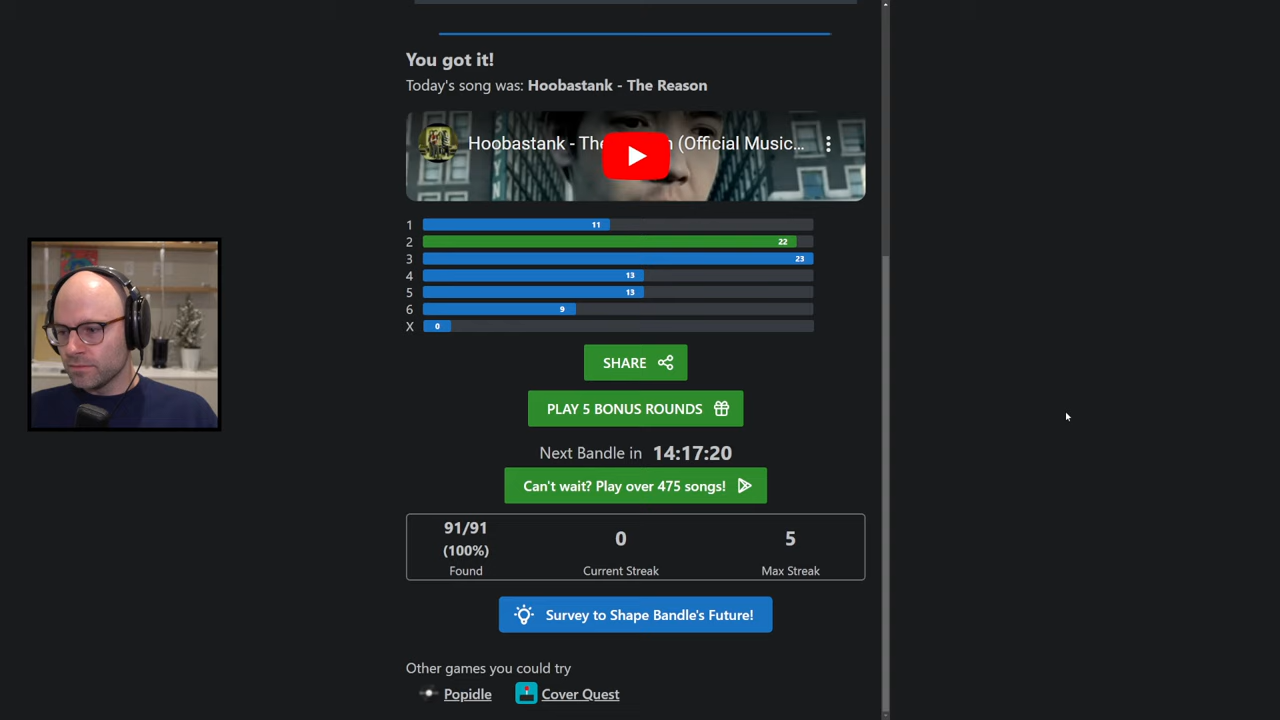 You got it!
Today's song was: Hoobastank - The Reason
Hoobastank - The (Official Music...
1 11
2 22
3 23
4 13
5 13
6 9
X 0
SHARE
PLAY 5 BONUS ROUNDS
Next Bandle in 14:17:20
Can't wait? Play over 475 songs!
91/91 0 5
(100%)
Found Current Streak Max Streak
Survey to Shape Bandle's Future!
Other games you could try
Popidle Cover Quest